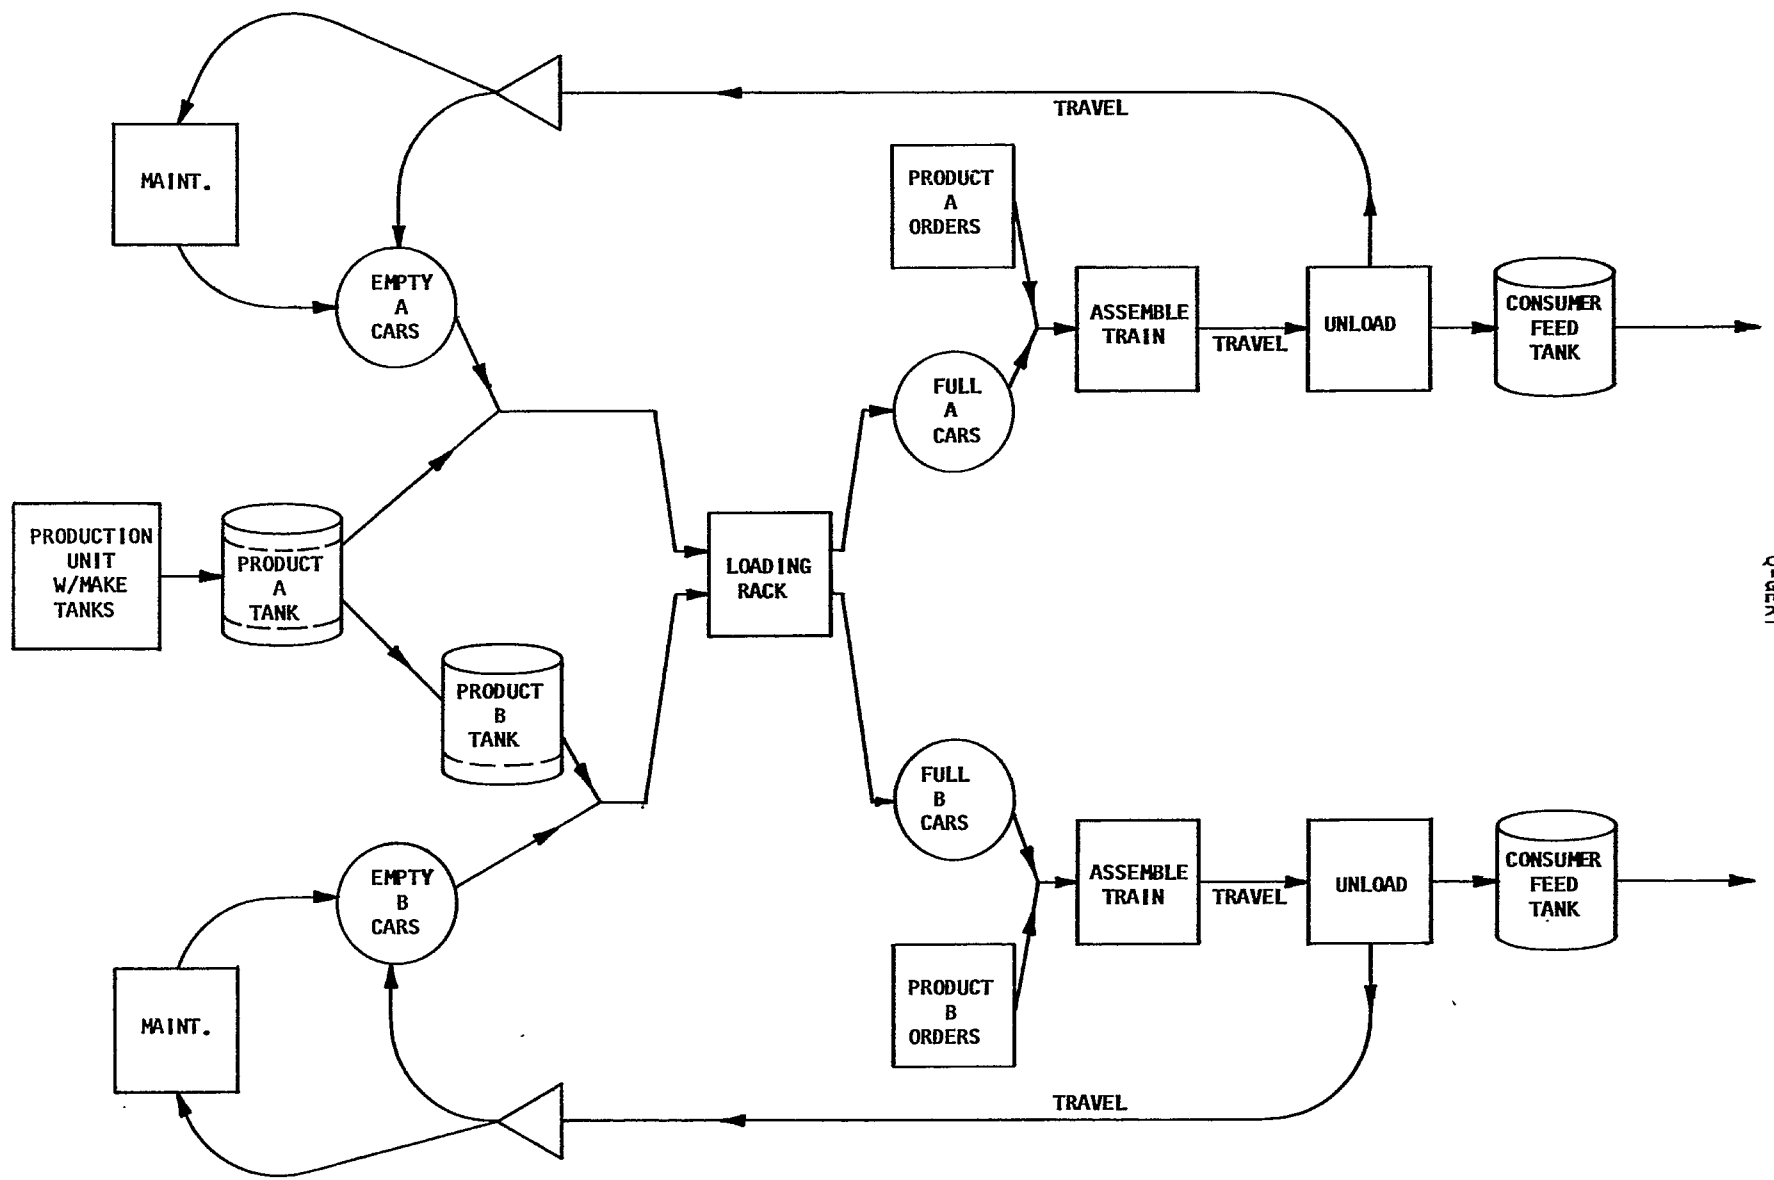 TRAVEL
MAINT.
PRODUCT
A
ORDERS
EMPTY
A
CARS
ASSEMBLE
TRAIN
TRAVEL
UNLOAD
CONSUMER
FEED
TANK
FULL
A
CARS
PRODUCTION
UNIT
W/MAKE
TANKS
PRODUCT
A
TANK
LOADING
RACK
PRODUCT
B
TANK
FULL
B
CARS
EMPTY
B
CARS
ASSEMBLE
TRAIN
TRAVEL
UNLOAD
CONSUMER
FEED
TANK
PRODUCT
B
ORDERS
MAINT.
TRAVEL